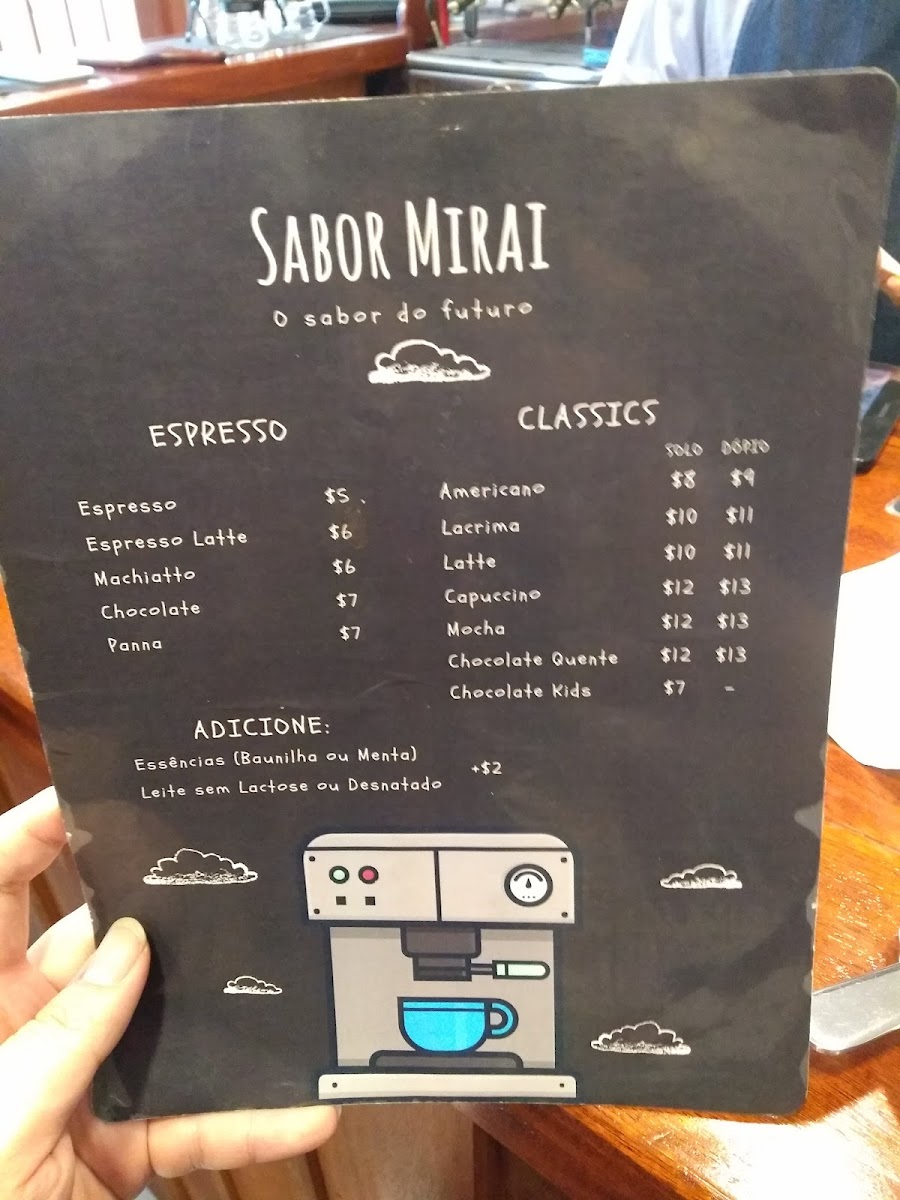 SABOR MIRAI
O sabor do futuro
ESPRESSO
Espresso $5
Espresso Latte $6
Machiatto $6
Chocolate $7
Panna $7
CLASSICS
SOLO DÓPIO
Americano $8 $9
Lacrima $10 $11
Latte $10 $11
Capuccino $12 $13
Mocha $12 $13
Chocolate Quente $12 $13
Chocolate Kids $7 -
ADICIONE:
Essências (Baunilha ou Menta)
+$2
Leite sem Lactose ou Desnatado